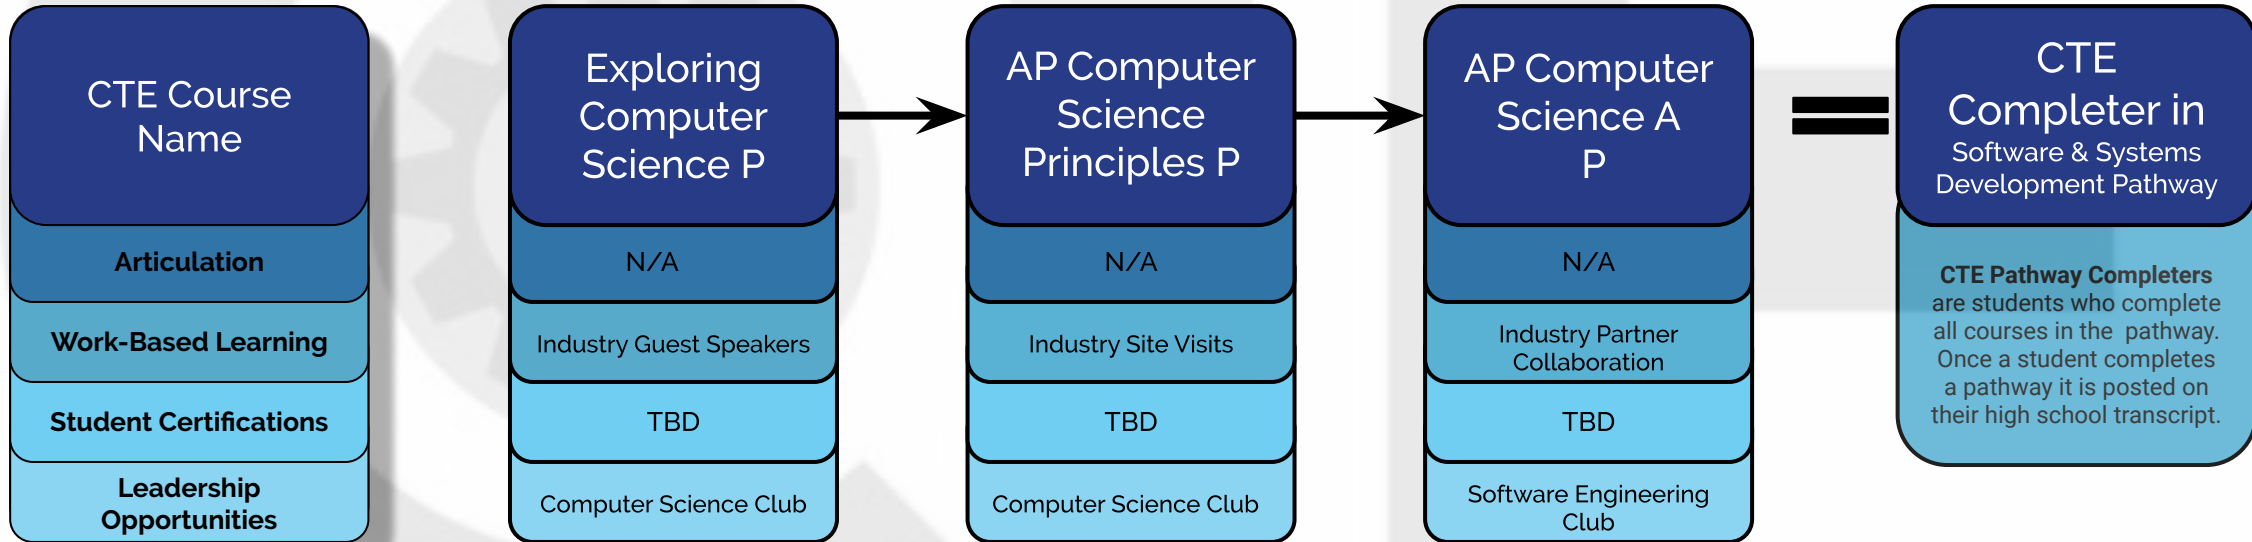 CTE Course
Name
Articulation
Work-Based Learning
Student Certifications
Leadership
Opportunities
Exploring
Computer
Science P
N/A
Industry Guest Speakers
TBD
Computer Science Club
AP Computer
Science
Principles P
N/A
Industry Site Visits
TBD
Computer Science Club
AP Computer
Science A
P
N/A
Industry Partner
Collaboration
TBD
Software Engineering
Club
CTE
Completer in
Software & Systems
Development Pathway
CTE Pathway Completers
are students who complete
all courses in the pathway.
Once a student completes
a pathway it is posted on
their high school transcript.